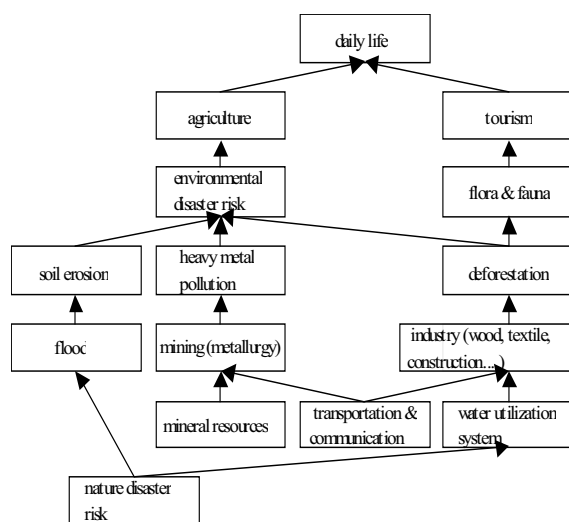 daily life
agriculture
tourism
environmental
disaster risk
flora & fauna
soil erosion
heavy metal
pollution
deforestation
flood
mining (metallurgy)
industry (wood, textile,
construction....)
mineral resources
transportation &
communication
water utilization
system
nature disaster
risk